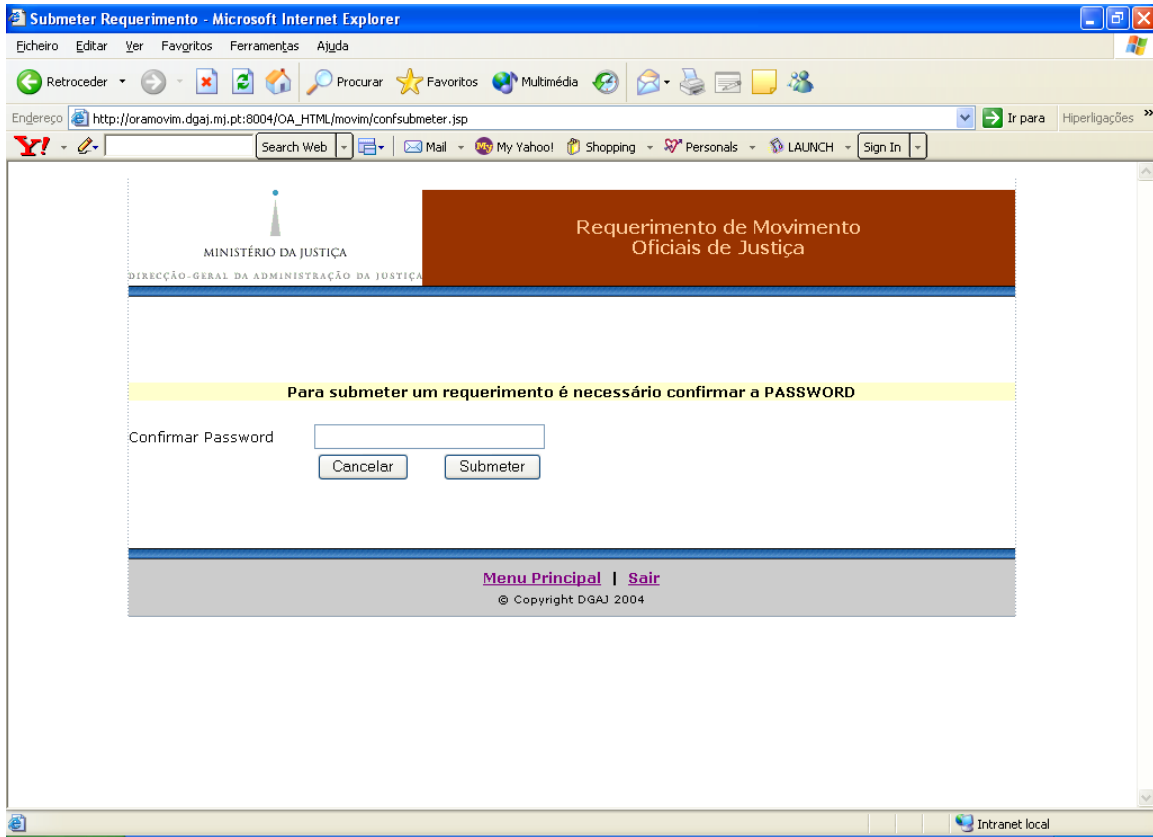 Submeter Requerimento - Microsoft Internet Explorer
Ficheiro Editar Ver Favoritos Ferramentas Ajuda
Retroceder Procurar Favoritos Multimédia
Endereço http://oramovim.dgaj.mj.pt:8004/OA_HTML/movim/confsubmeter.jsp Ir para Hiperligações »
Y! Search Web Mail My Yahoo! Shopping Personals LAUNCH Sign In
MINISTÉRIO DA JUSTIÇA
DIRECÇÃO-GERAL DA ADMINISTRAÇÃO DA JUSTIÇA
Requerimento de Movimento
Oficiais de Justiça
Para submeter um requerimento é necessário confirmar a PASSWORD
Confirmar Password
Cancelar Submeter
Menu Principal | Sair
© Copyright DGAJ 2004
Intranet local